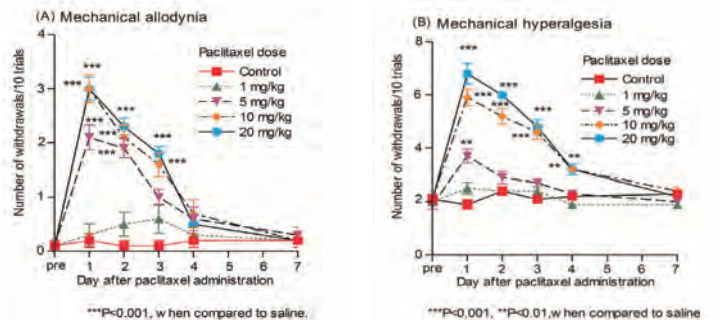 (A) Mechanical allodynia
Number of withdrawals/10 trials
4
3
2
1
0
***
***
***
***
***
***
***
***
Paclitaxel dose
Control
1 mg/kg
5 mg/kg
10 mg/kg
20 mg/kg
pre 1 2 3 4 5 6 7
Day after paclitaxel administration
***P<0.001, when compared to saline.
(B) Mechanical hyperalgesia
Number of withdrawals/10 trials
8
6
4
2
0
***
***
***
***
***
***
**
**
**
Paclitaxel dose
Control
1 mg/kg
5 mg/kg
10 mg/kg
20 mg/kg
pre 1 2 3 4 5 6 7
Day after paclitaxel administration
***P<0.001, **P<0.01,when compared to saline